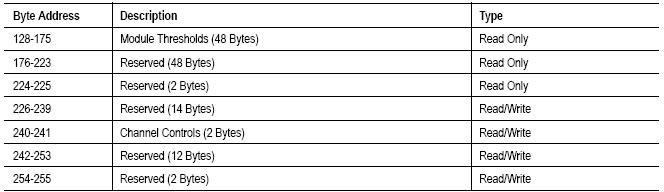 Byte Address Description Type
128-175 Module Thresholds (48 Bytes) Read Only
176-223 Reserved (48 Bytes) Read Only
224-225 Reserved (2 Bytes) Read Only
226-239 Reserved (14 Bytes) Read/Write
240-241 Channel Controls (2 Bytes) Read/Write
242-253 Reserved (12 Bytes) Read/Write
254-255 Reserved (2 Bytes) Read/Write